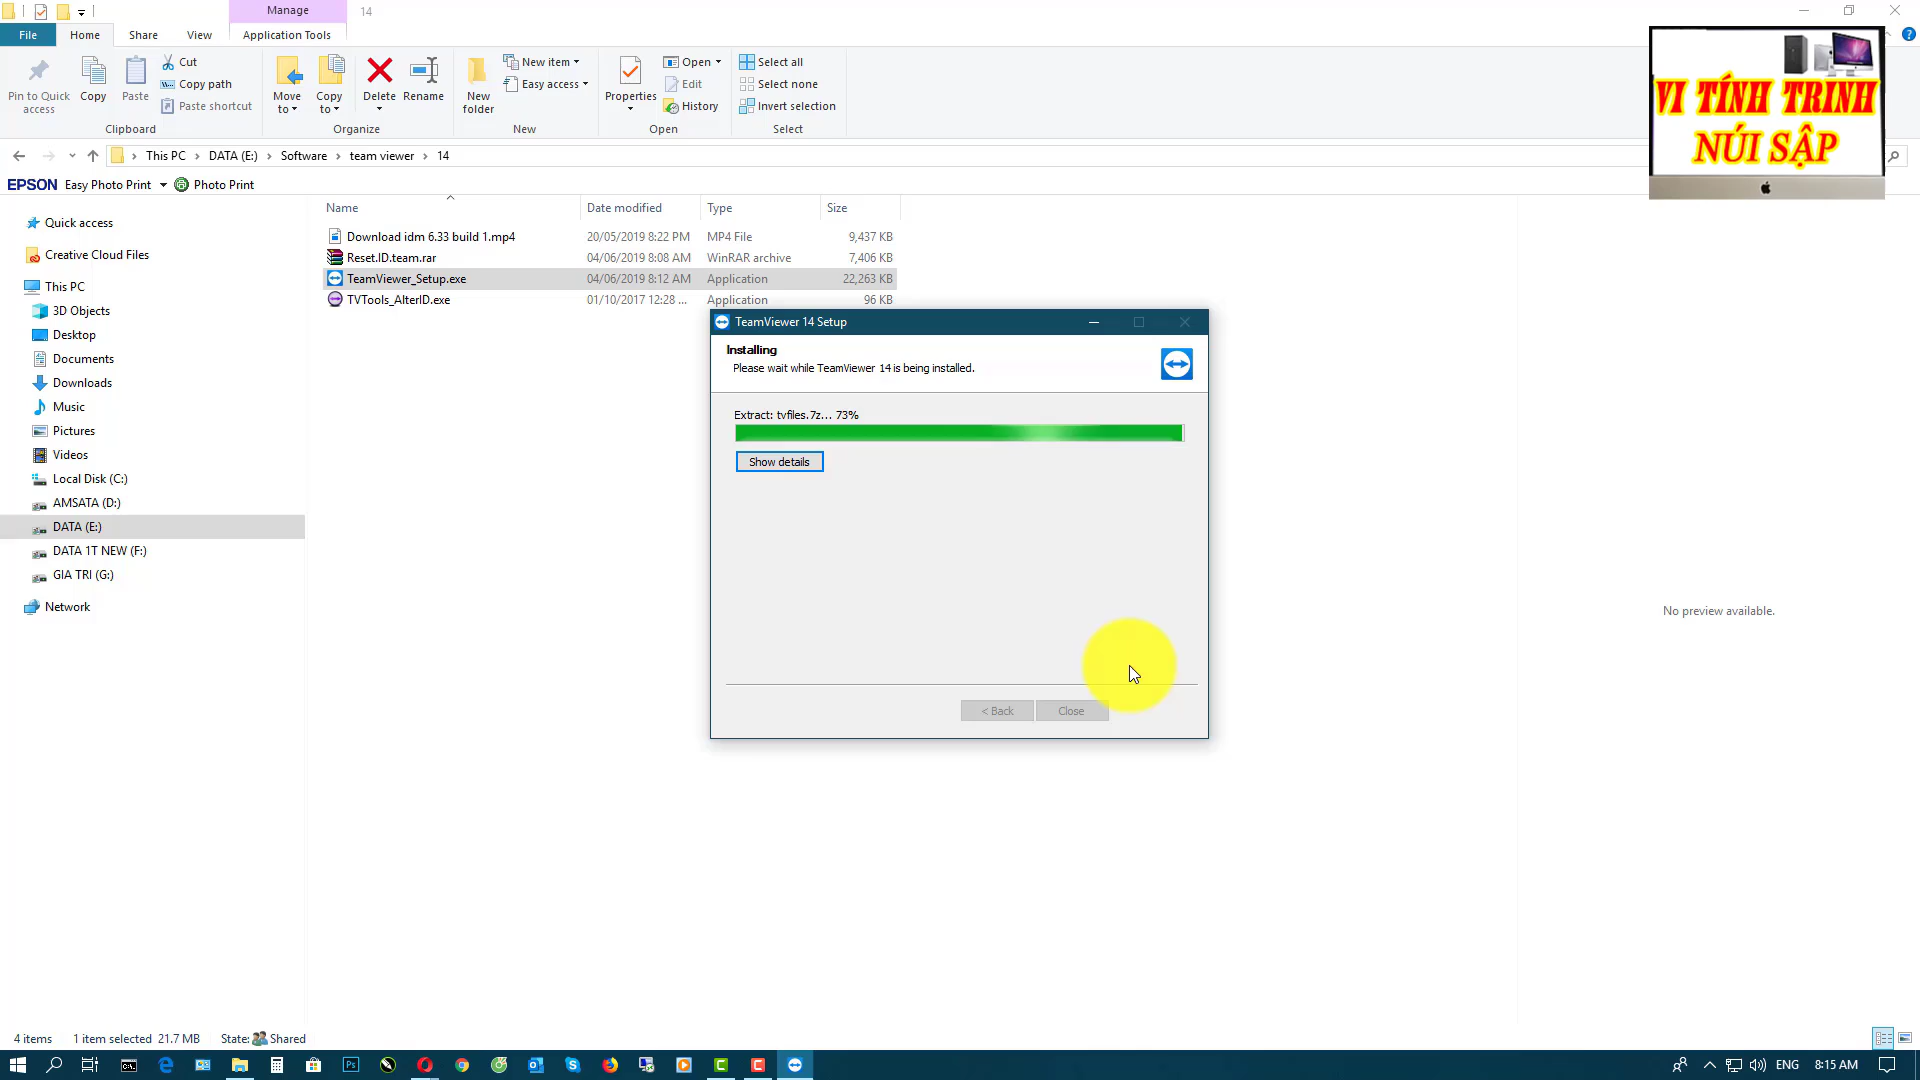 Manage
14
File
Home
Share
View
Application Tools
Pin to Quick access
Copy
Paste
Cut
Copy path
Paste shortcut
Clipboard
Move to
Copy to
Delete
Rename
Organize
New folder
New item
Easy access
New
Properties
Open
Edit
History
Open
Select all
Select none
Invert selection
Select
VI TÍNH TRINH
NÚI SẬP
This PC > DATA (E:) > Software > team viewer > 14
EPSON Easy Photo Print Photo Print
Name Date modified Type Size
Download idm 6.33 build 1.mp4 20/05/2019 8:22 PM MP4 File 9,437 KB
Reset.ID.team.rar 04/06/2019 8:08 AM WinRAR archive 7,406 KB
TeamViewer_Setup.exe 04/06/2019 8:12 AM Application 22,263 KB
TVTools_AlterID.exe 01/10/2017 12:28 ... Application 96 KB
Quick access
Creative Cloud Files
This PC
3D Objects
Desktop
Documents
Downloads
Music
Pictures
Videos
Local Disk (C:)
AMSATA (D:)
DATA (E:)
DATA 1T NEW (F:)
GIA TRI (G:)
Network
TeamViewer 14 Setup
Installing
Please wait while TeamViewer 14 is being installed.
Extract: tvfiles.7z... 73%
Show details
< Back
Close
No preview available.
4 items 1 item selected 21.7 MB State: Shared
ENG 8:15 AM